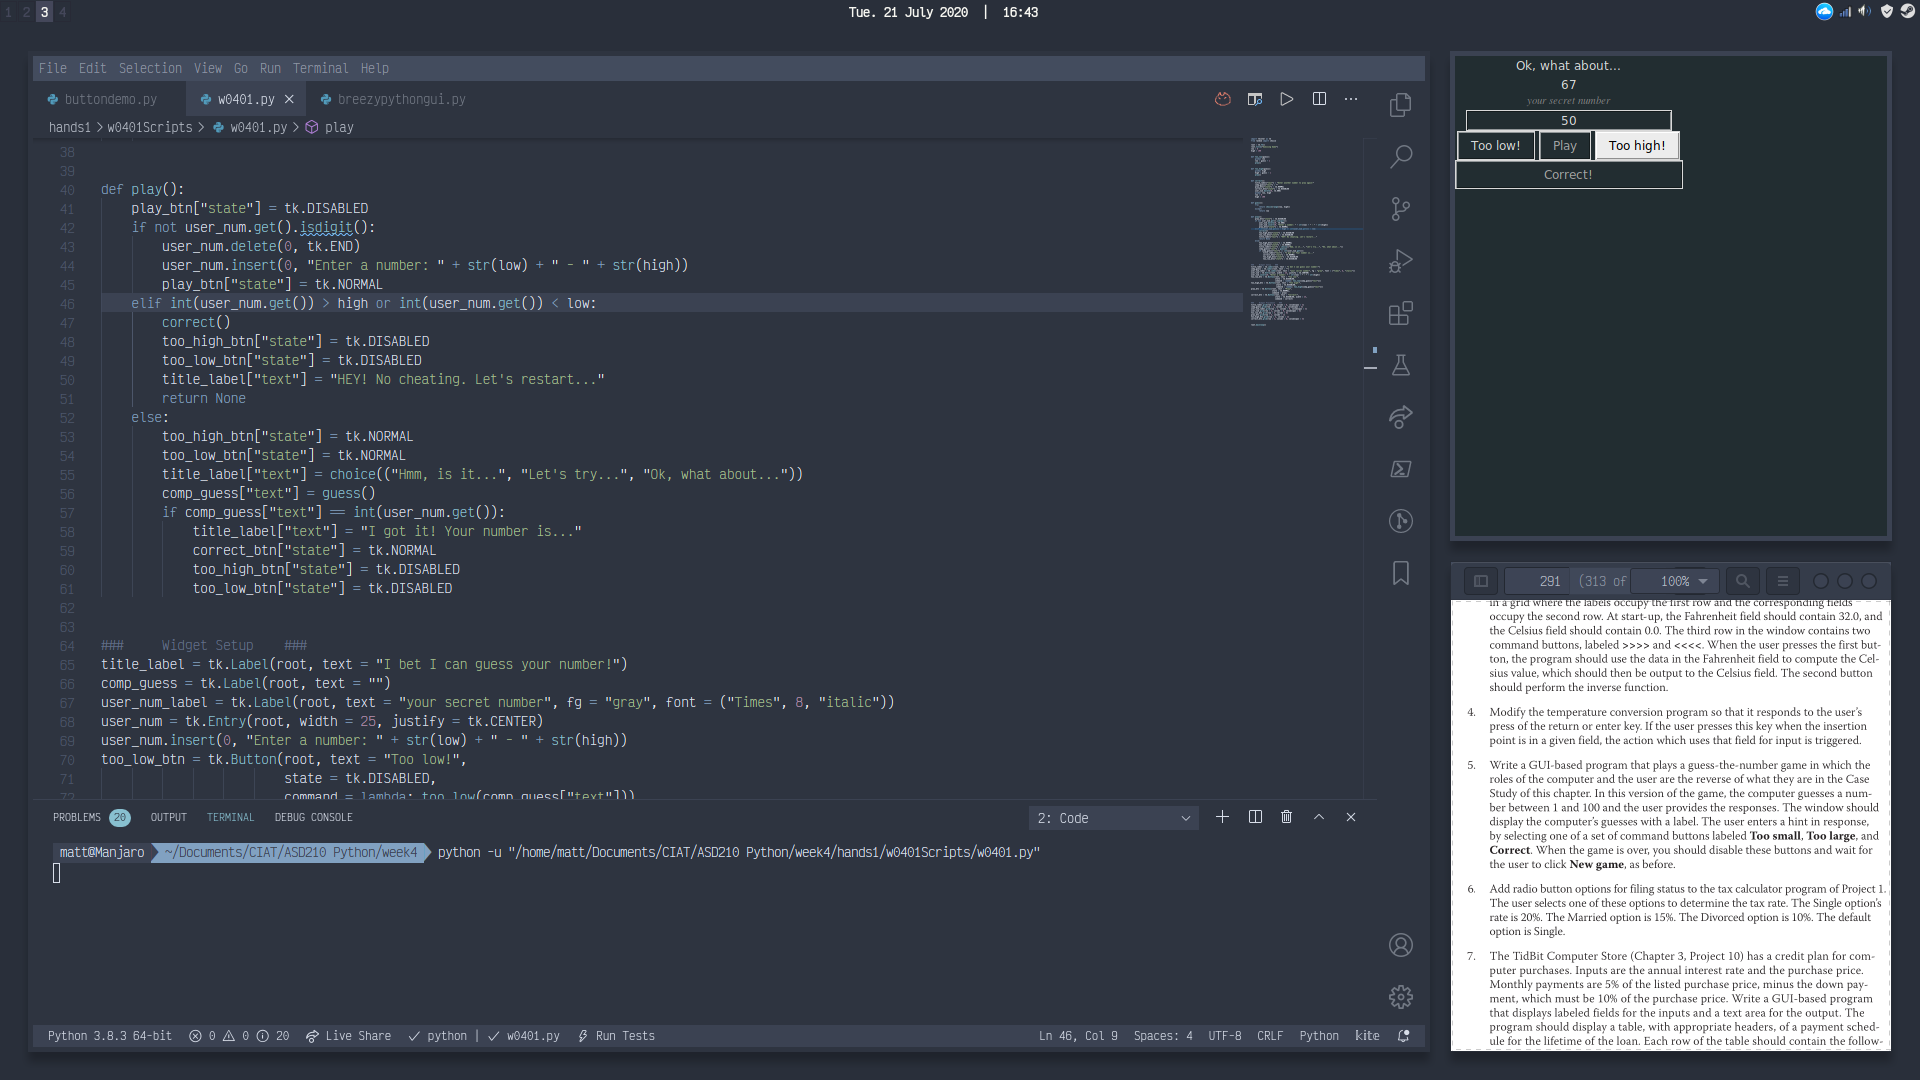 1 2 3 4
Tue. 21 July 2020 | 16:43
File Edit Selection View Go Run Terminal Help
buttondemo.py w0401.py breezypythongui.py
hands1 > w0401Scripts > w0401.py > play
38
39
40 def play():
41 play_btn["state"] = tk.DISABLED
42 if not user_num.get().isdigit():
43 user_num.delete(0, tk.END)
44 user_num.insert(0, "Enter a number: " + str(low) + " - " + str(high))
45 play_btn["state"] = tk.NORMAL
46 elif int(user_num.get()) > high or int(user_num.get()) < low:
47 correct()
48 too_high_btn["state"] = tk.DISABLED
49 too_low_btn["state"] = tk.DISABLED
50 title_label["text"] = "HEY! No cheating. Let's restart..."
51 return None
52 else:
53 too_high_btn["state"] = tk.NORMAL
54 too_low_btn["state"] = tk.NORMAL
55 title_label["text"] = choice(("Hmm, is it...", "Let's try...", "Ok, what about..."))
56 comp_guess["text"] = guess()
57 if comp_guess["text"] == int(user_num.get()):
58 title_label["text"] = "I got it! Your number is..."
59 correct_btn["state"] = tk.NORMAL
60 too_high_btn["state"] = tk.DISABLED
61 too_low_btn["state"] = tk.DISABLED
62
63
64 ### Widget Setup ###
65 title_label = tk.Label(root, text = "I bet I can guess your number!")
66 comp_guess = tk.Label(root, text = "")
67 user_num_label = tk.Label(root, text = "your secret number", fg = "gray", font = ("Times", 8, "italic"))
68 user_num = tk.Entry(root, width = 25, justify = tk.CENTER)
69 user_num.insert(0, "Enter a number: " + str(low) + " - " + str(high))
70 too_low_btn = tk.Button(root, text = "Too low!",
71 state = tk.DISABLED,
72 command = lambda: too_low(comp_guess["text"]))
PROBLEMS 20 OUTPUT TERMINAL DEBUG CONSOLE 2: Code
matt@Manjaro ~/Documents/CIAT/ASD210 Python/week4 python -u "/home/matt/Documents/CIAT/ASD210 Python/week4/hands1/w0401Scripts/w0401.py"
Python 3.8.3 64-bit 0 0 20 Live Share python | w0401.py Run Tests Ln 46, Col 9 Spaces: 4 UTF-8 CRLF Python kite
Ok, what about...
67
your secret number
50
Too low! Play Too high!
Correct!
291 (313 of 100%
in a grid where the labels occupy the first row and the corresponding fields
occupy the second row. At start-up, the Fahrenheit field should contain 32.0, and
the Celsius field should contain 0.0. The third row in the window contains two
command buttons, labeled >>>> and <<<<. When the user presses the first but-
ton, the program should use the data in the Fahrenheit field to compute the Cel-
sius value, which should then be output to the Celsius field. The second button
should perform the inverse function.
4. Modify the temperature conversion program so that it responds to the user's
press of the return or enter key. If the user presses this key when the insertion
point is in a given field, the action which uses that field for input is triggered.
5. Write a GUI-based program that plays a guess-the-number game in which the
roles of the computer and the user are the reverse of what they are in the Case
Study of this chapter. In this version of the game, the computer guesses a num-
ber between 1 and 100 and the user provides the responses. The window should
display the computer's guesses with a label. The user enters a hint in response,
by selecting one of a set of command buttons labeled Too small, Too large, and
Correct. When the game is over, you should disable these buttons and wait for
the user to click New game, as before.
6. Add radio button options for filing status to the tax calculator program of Project 1.
The user selects one of these options to determine the tax rate. The Single option's
rate is 20%. The Married option is 15%. The Divorced option is 10%. The default
option is Single.
7. The TidBit Computer Store (Chapter 3, Project 10) has a credit plan for com-
puter purchases. Inputs are the annual interest rate and the purchase price.
Monthly payments are 5% of the listed purchase price, minus the down pay-
ment, which must be 10% of the purchase price. Write a GUI-based program
that displays labeled fields for the inputs and a text area for the output. The
program should display a table, with appropriate headers, of a payment sched-
ule for the lifetime of the loan. Each row of the table should contain the follow-